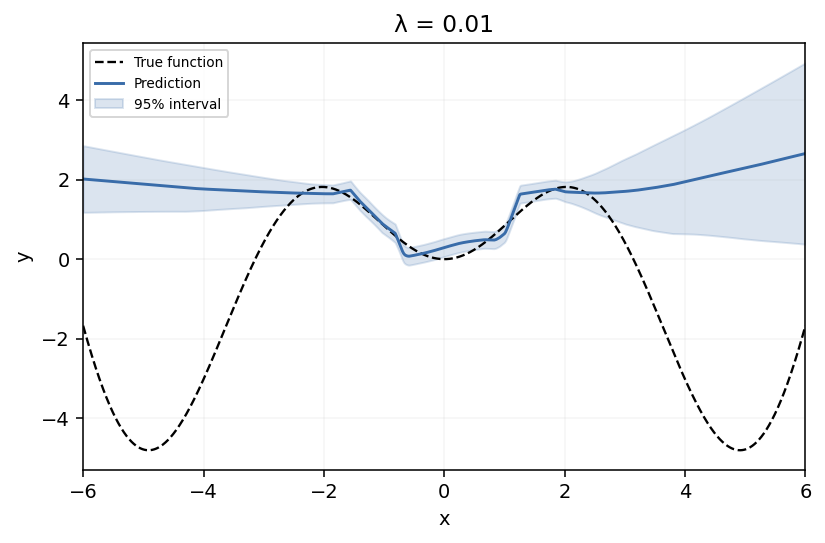 λ = 0.01
True function
Prediction
95% interval
y
4
2
0
−2
−4
−6 −4 −2 0 2 4 6
x